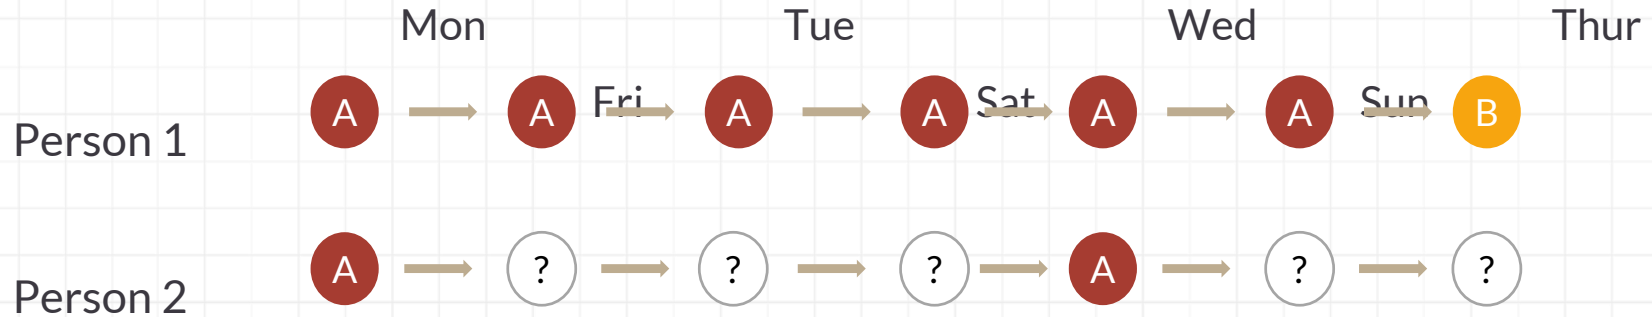 Mon Tue Wed Thur
Fri Sat Sun
A A A A A A B
Person 1
A ? ? ? A ? ?
Person 2